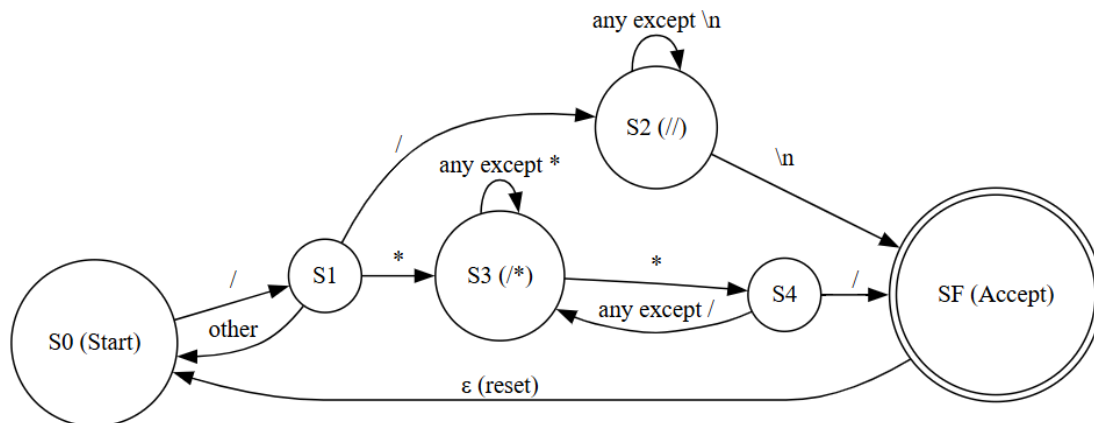 any except \n
S2 (//)
/
\n
any except *
S3 (/*)
S1
*
*
/
S4
/
SF (Accept)
any except /
other
S0 (Start)
ε (reset)